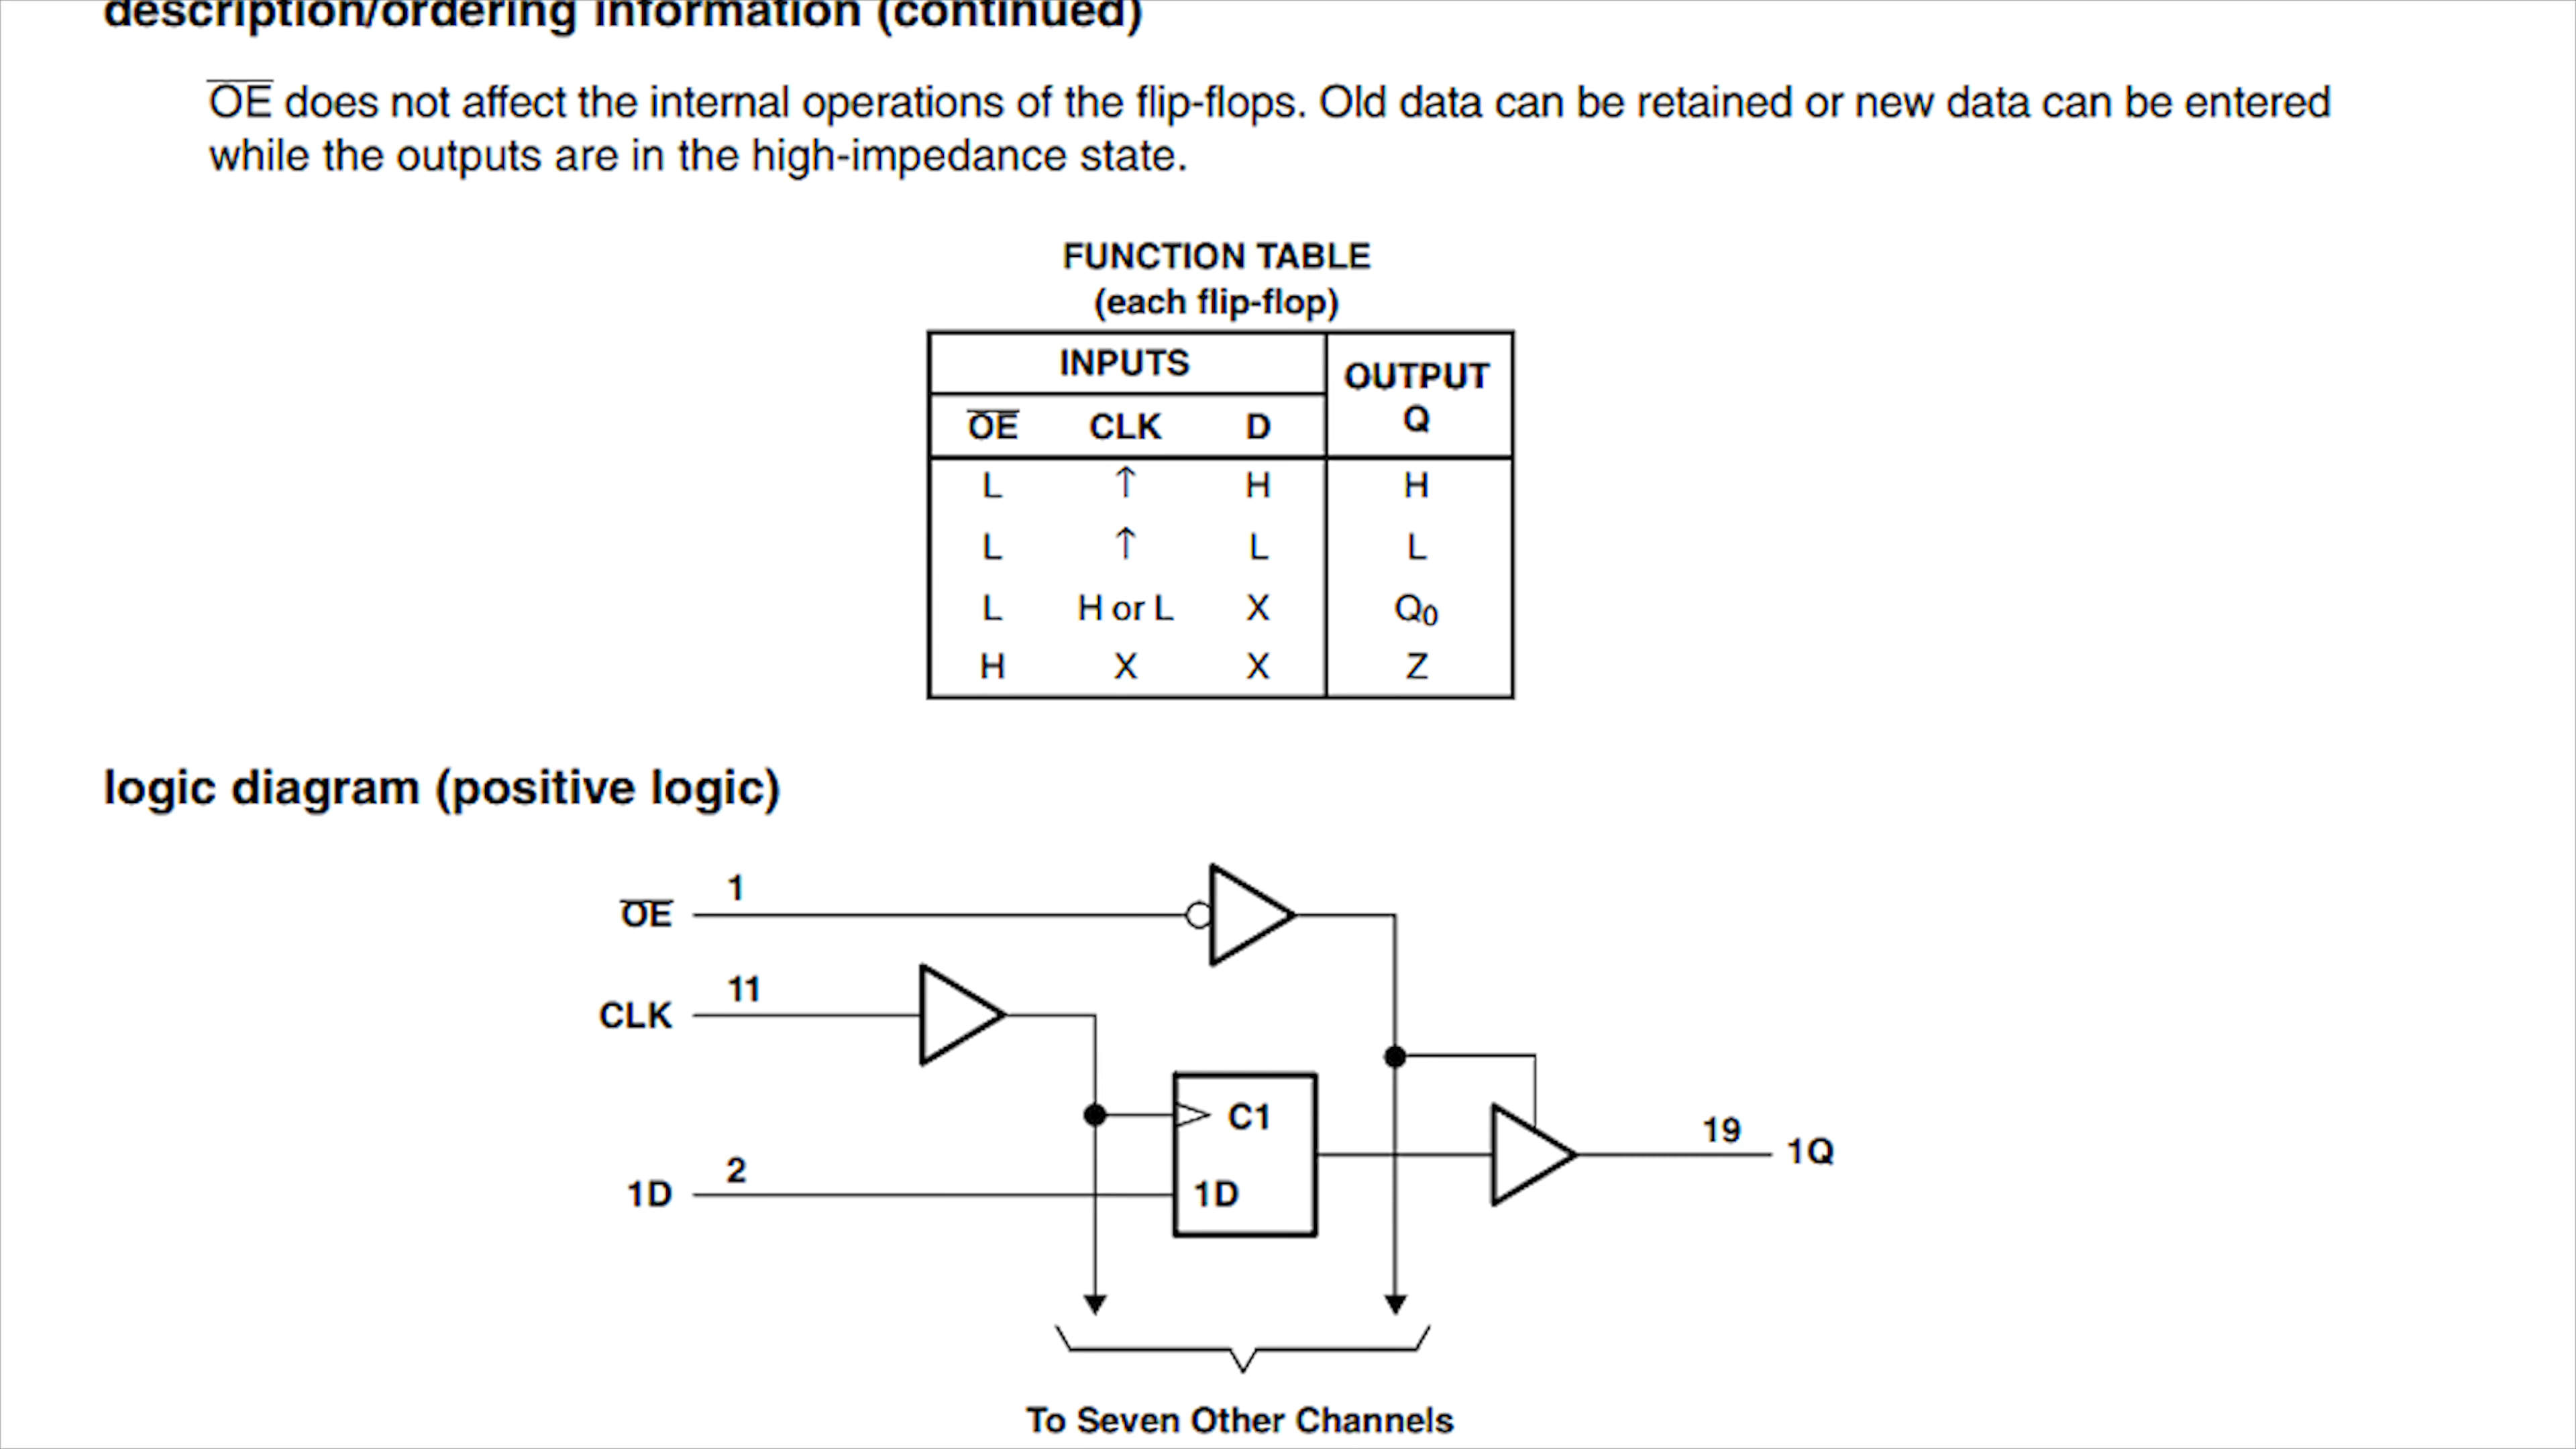 description/ordering information (continued)
O̅E̅ does not affect the internal operations of the flip-flops. Old data can be retained or new data can be entered
while the outputs are in the high-impedance state.
FUNCTION TABLE
(each flip-flop)
INPUTS OUTPUT Q
O̅E̅ CLK D
L ↑ H H
L ↑ L L
L H or L X Q₀
H X X Z
logic diagram (positive logic)
O̅E̅ 1
CLK 11
C1
19 1Q
1D 2 1D
To Seven Other Channels